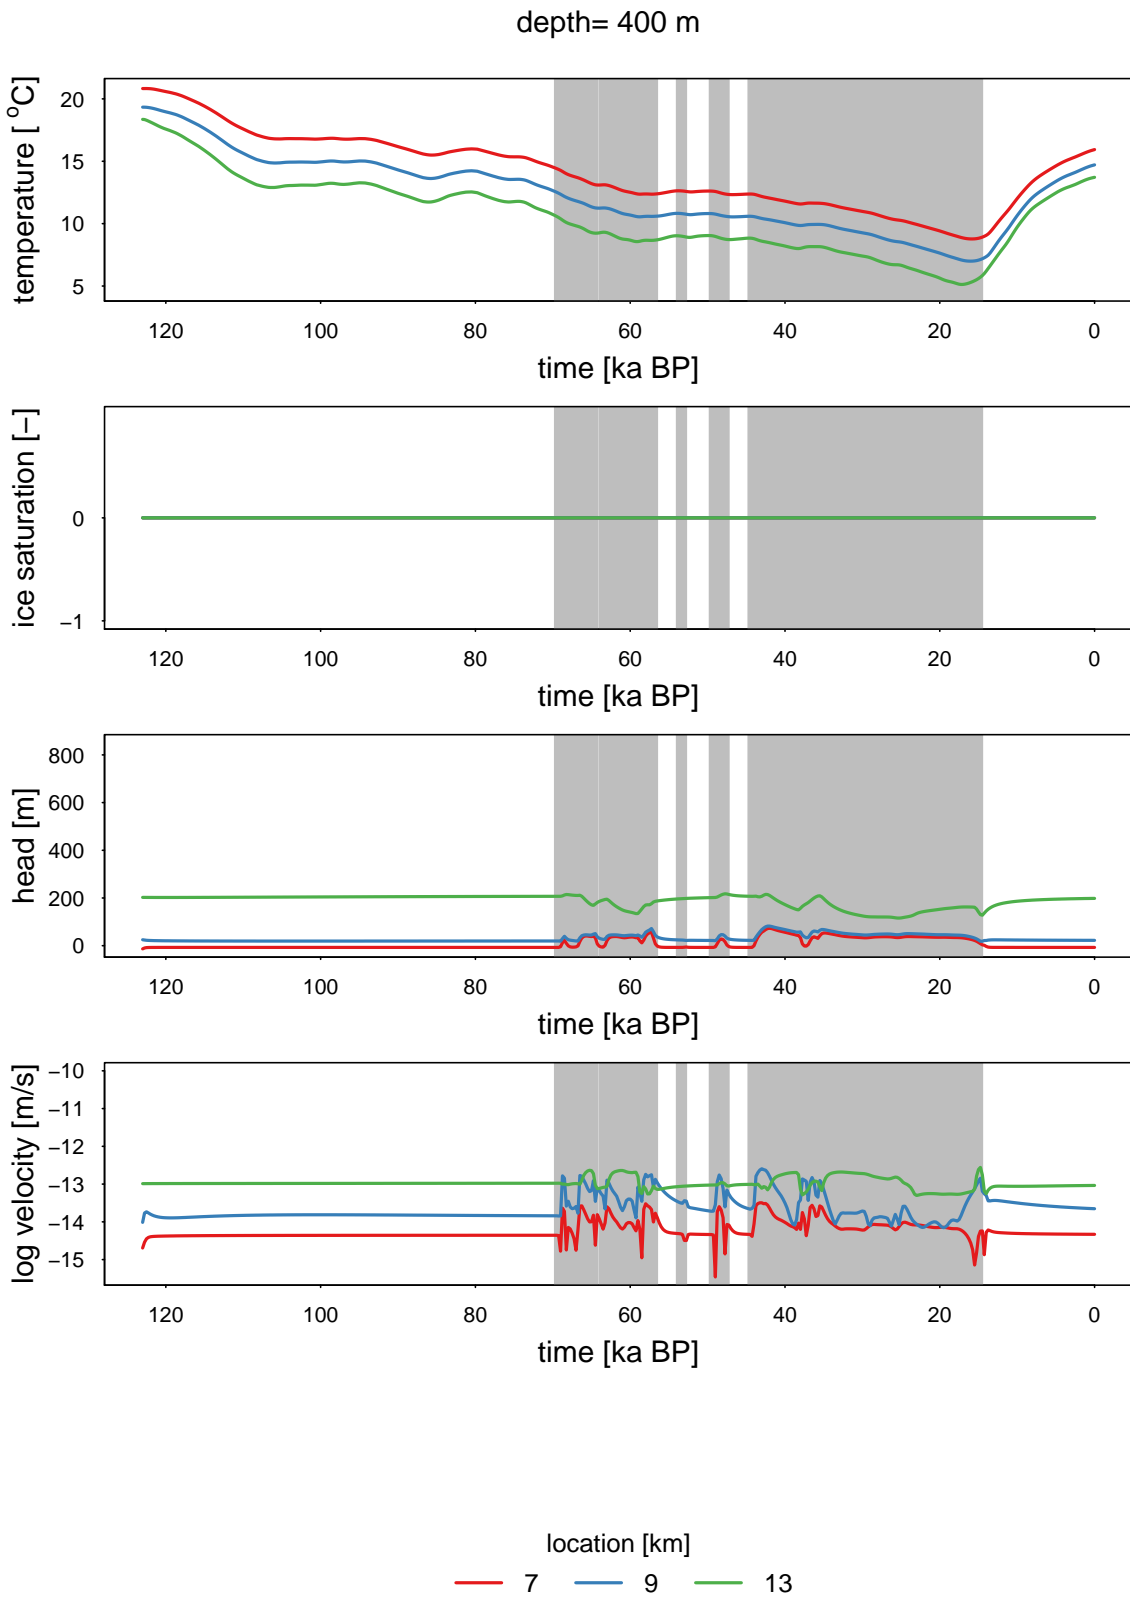 depth= 400 m
temperature [ °C]
20
15
10
5
120 100 80 60 40 20 0
time [ka BP]
ice saturation [−]
0
−1
120 100 80 60 40 20 0
time [ka BP]
head [m]
800
600
400
200
0
120 100 80 60 40 20 0
time [ka BP]
log velocity [m/s]
−10
−11
−12
−13
−14
−15
120 100 80 60 40 20 0
time [ka BP]
location [km]
7 9 13